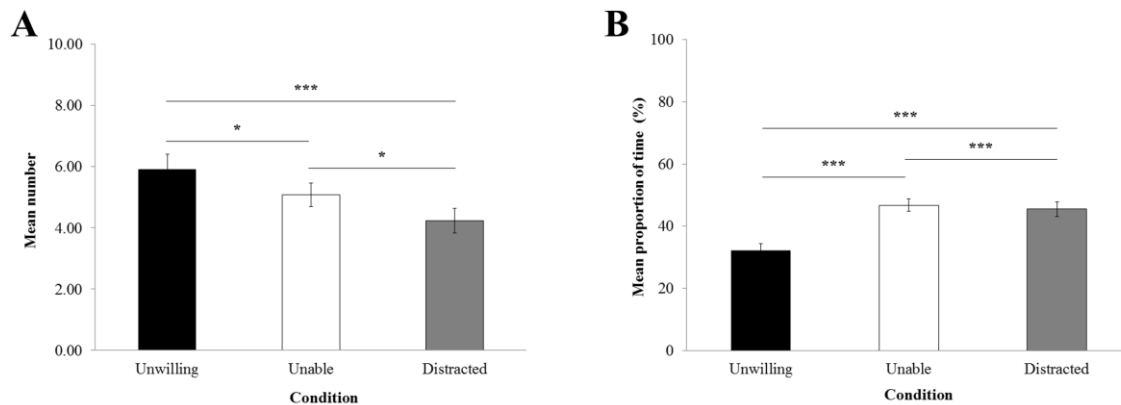 A
10.00
8.00
6.00
4.00
2.00
0.00
Mean number
***
*
*
Unwilling
Unable
Distracted
Condition
B
100
80
60
40
20
0
Mean proportion of time (%)
***
***
***
Unwilling
Unable
Distracted
Condition